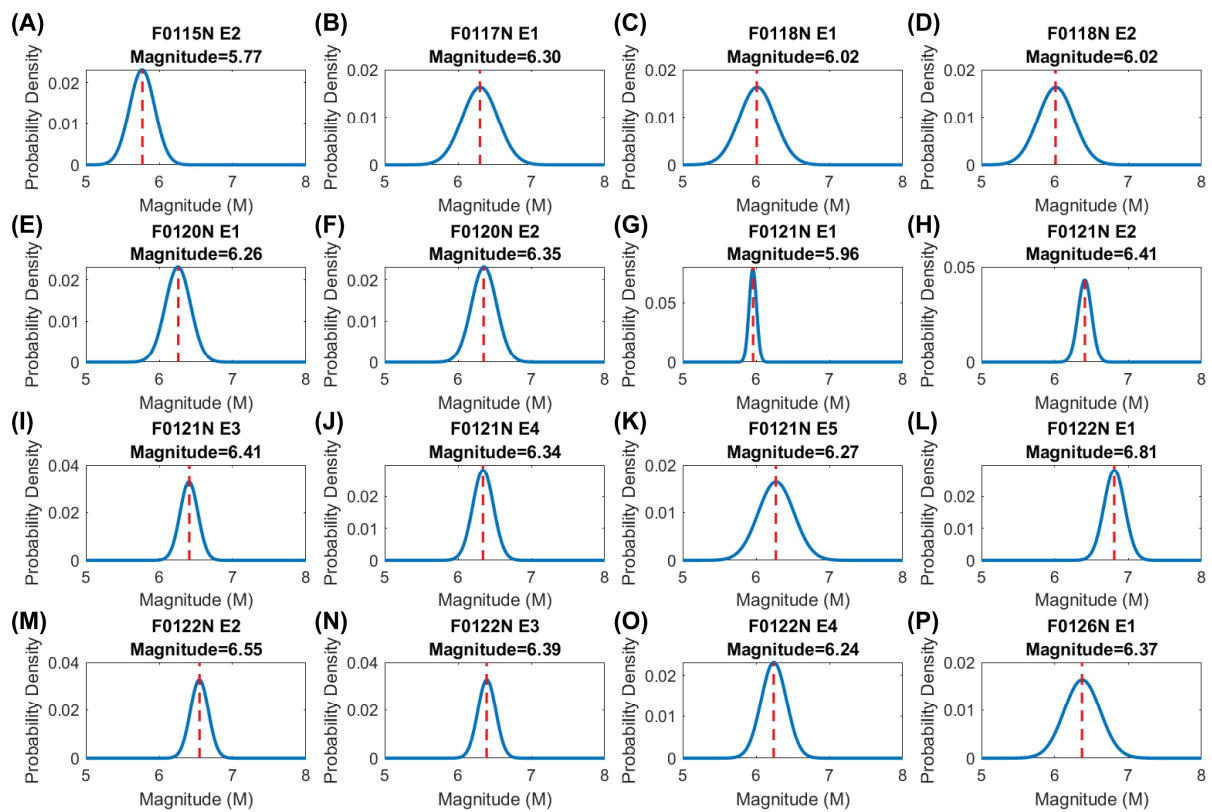 (A)
F0115N E2
Magnitude=5.77
Probability Density
0.02
0.01
0
5 6 7 8
Magnitude (M)
(B)
F0117N E1
Magnitude=6.30
Probability Density
0.02
0.01
0
5 6 7 8
Magnitude (M)
(C)
F0118N E1
Magnitude=6.02
Probability Density
0.02
0.01
0
5 6 7 8
Magnitude (M)
(D)
F0118N E2
Magnitude=6.02
Probability Density
0.02
0.01
0
5 6 7 8
Magnitude (M)
(E)
F0120N E1
Magnitude=6.26
Probability Density
0.02
0.01
0
5 6 7 8
Magnitude (M)
(F)
F0120N E2
Magnitude=6.35
Probability Density
0.02
0.01
0
5 6 7 8
Magnitude (M)
(G)
F0121N E1
Magnitude=5.96
Probability Density
0.05
0
5 6 7 8
Magnitude (M)
(H)
F0121N E2
Magnitude=6.41
Probability Density
0.05
0
5 6 7 8
Magnitude (M)
(I)
F0121N E3
Magnitude=6.41
Probability Density
0.04
0.02
0
5 6 7 8
Magnitude (M)
(J)
F0121N E4
Magnitude=6.34
Probability Density
0.02
0.01
0
5 6 7 8
Magnitude (M)
(K)
F0121N E5
Magnitude=6.27
Probability Density
0.02
0.01
0
5 6 7 8
Magnitude (M)
(L)
F0122N E1
Magnitude=6.81
Probability Density
0.02
0.01
0
5 6 7 8
Magnitude (M)
(M)
F0122N E2
Magnitude=6.55
Probability Density
0.04
0.02
0
5 6 7 8
Magnitude (M)
(N)
F0122N E3
Magnitude=6.39
Probability Density
0.04
0.02
0
5 6 7 8
Magnitude (M)
(O)
F0122N E4
Magnitude=6.24
Probability Density
0.02
0.01
0
5 6 7 8
Magnitude (M)
(P)
F0126N E1
Magnitude=6.37
Probability Density
0.02
0.01
0
5 6 7 8
Magnitude (M)